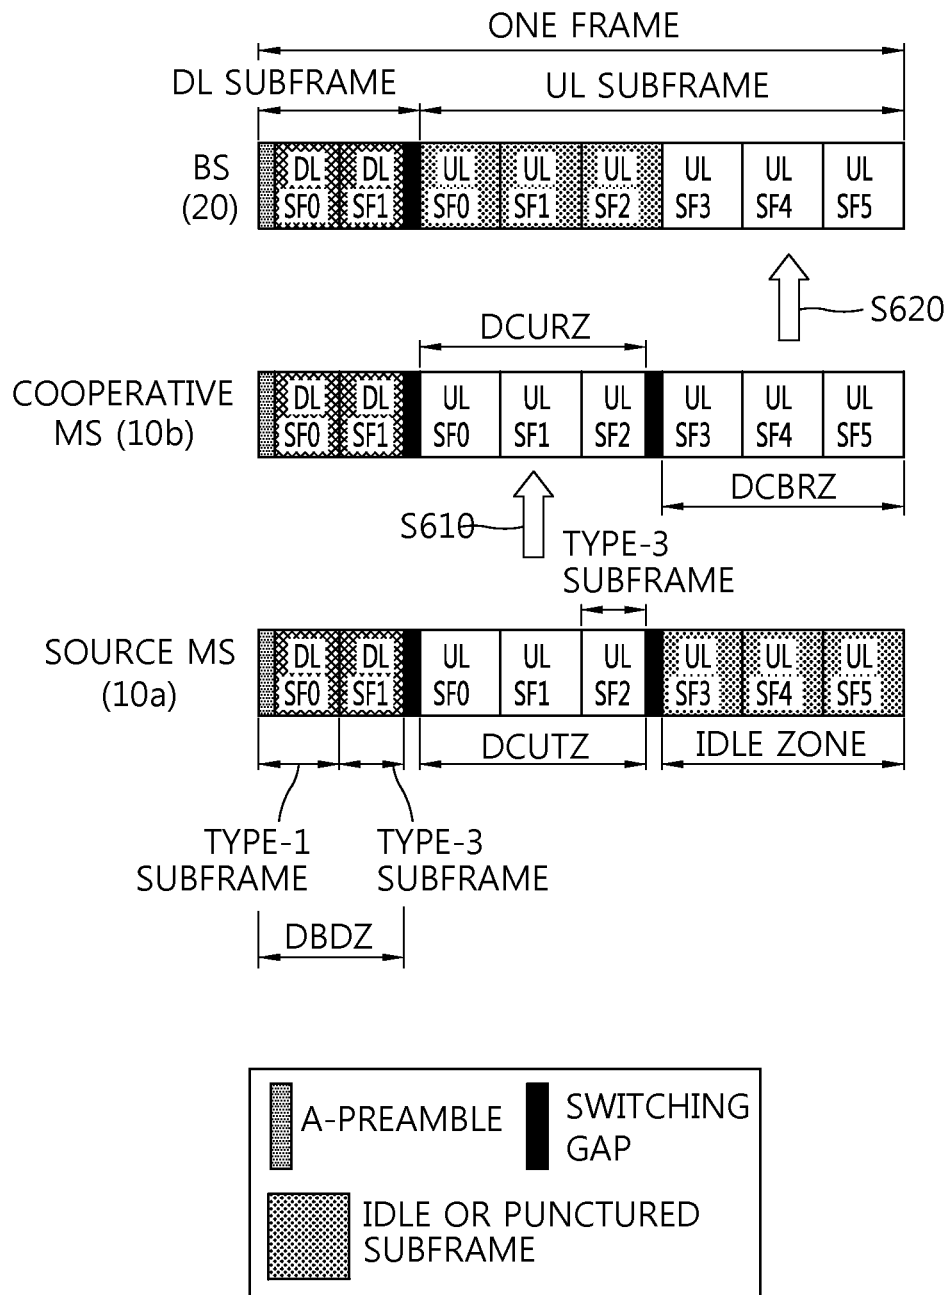 ONE FRAME
DL SUBFRAME UL SUBFRAME
BS
(20)
DL DL UL UL UL UL UL UL
SF0 SF1 SF0 SF1 SF2 SF3 SF4 SF5
S620
DCURZ
COOPERATIVE
MS (10b)
DL DL UL UL UL UL UL UL
SF0 SF1 SF0 SF1 SF2 SF3 SF4 SF5
DCBRZ
S610
TYPE-3
SUBFRAME
SOURCE MS
(10a)
DL DL UL UL UL UL UL UL
SF0 SF1 SF0 SF1 SF2 SF3 SF4 SF5
DCUTZ IDLE ZONE
TYPE-1
SUBFRAME
TYPE-3
SUBFRAME
DBDZ
A-PREAMBLE
SWITCHING
GAP
IDLE OR PUNCTURED
SUBFRAME